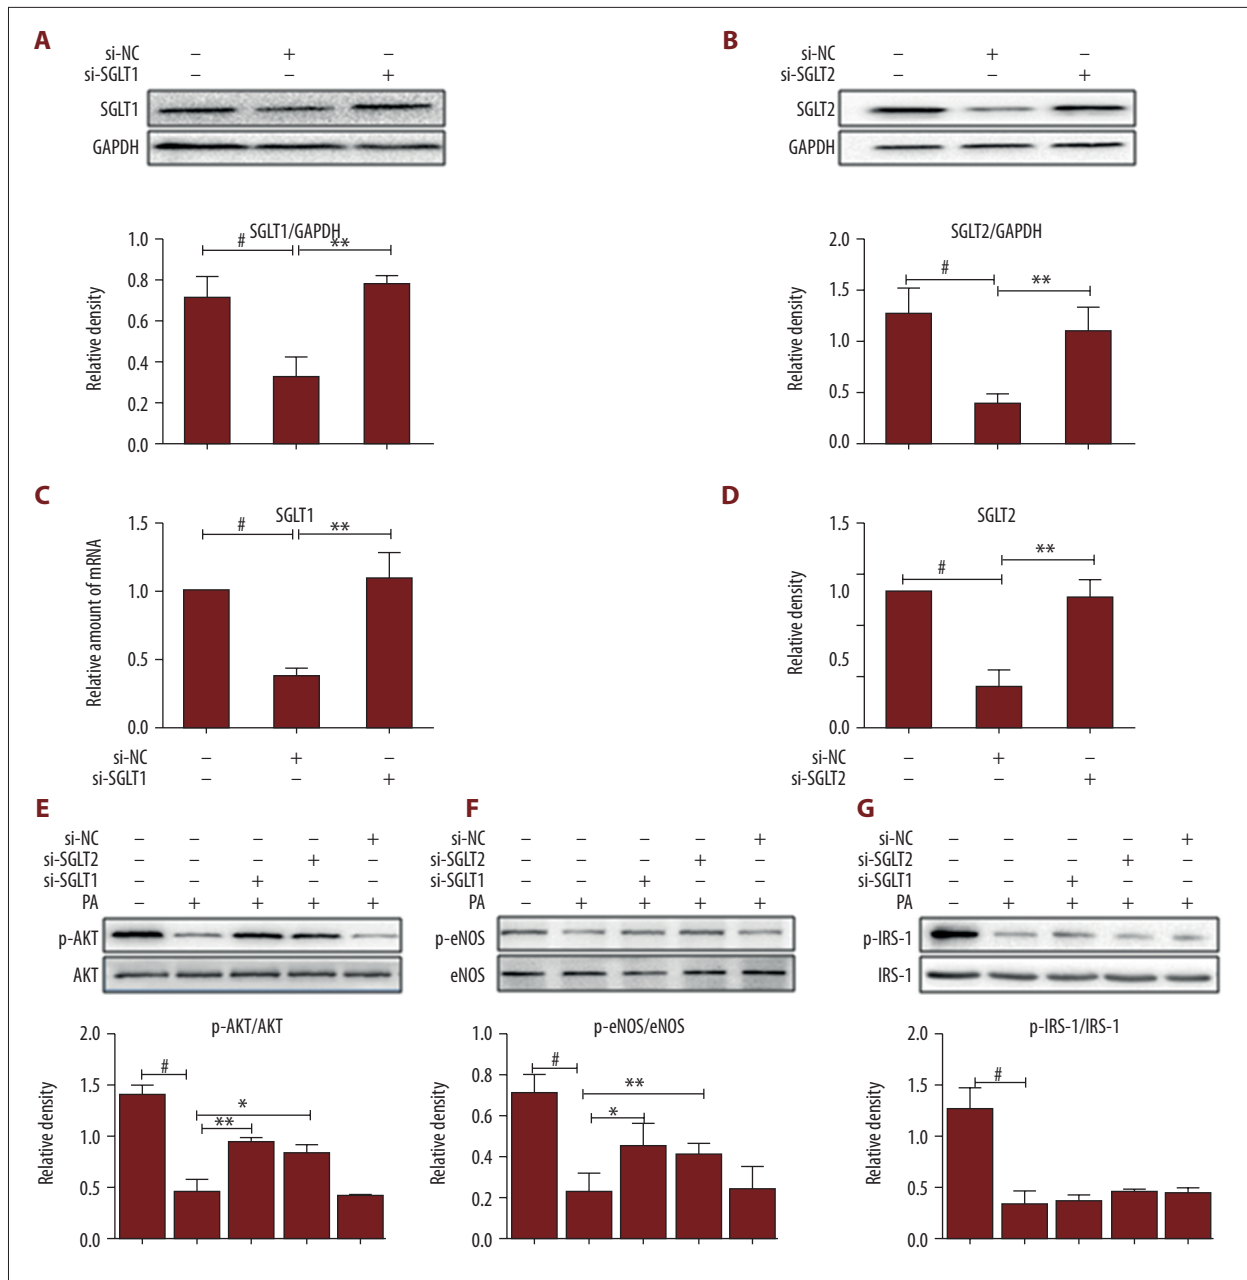 A
si-NC – + –
si-SGLT1 – – +
SGLT1
GAPDH
SGLT1/GAPDH
# **
Relative density
1.0
0.8
0.6
0.4
0.2
0.0
B
si-NC – + –
si-SGLT2 – – +
SGLT2
GAPDH
SGLT2/GAPDH
# **
Relative density
2.0
1.5
1.0
0.5
0.0
C
SGLT1
# **
Relative amount of mRNA
1.5
1.0
0.5
0.0
si-NC – + –
si-SGLT1 – – +
D
SGLT2
# **
Relative density
1.5
1.0
0.5
0.0
si-NC – + –
si-SGLT2 – – +
E
si-NC – – – – +
si-SGLT2 – – – + –
si-SGLT1 – – + – –
PA – + + + +
p-AKT
AKT
p-AKT/AKT
Relative density
2.0
1.5
1.0
0.5
0.0
#
*
**
F
si-NC – – – – +
si-SGLT2 – – – + –
si-SGLT1 – – + – –
PA – + + + +
p-eNOS
eNOS
p-eNOS/eNOS
Relative density
1.0
0.8
0.6
0.4
0.2
0.0
#
**
*
G
si-NC – – – – +
si-SGLT2 – – – + –
si-SGLT1 – – + – –
PA – + + + +
p-IRS-1
IRS-1
p-IRS-1/IRS-1
Relative density
2.0
1.5
1.0
0.5
0.0
#